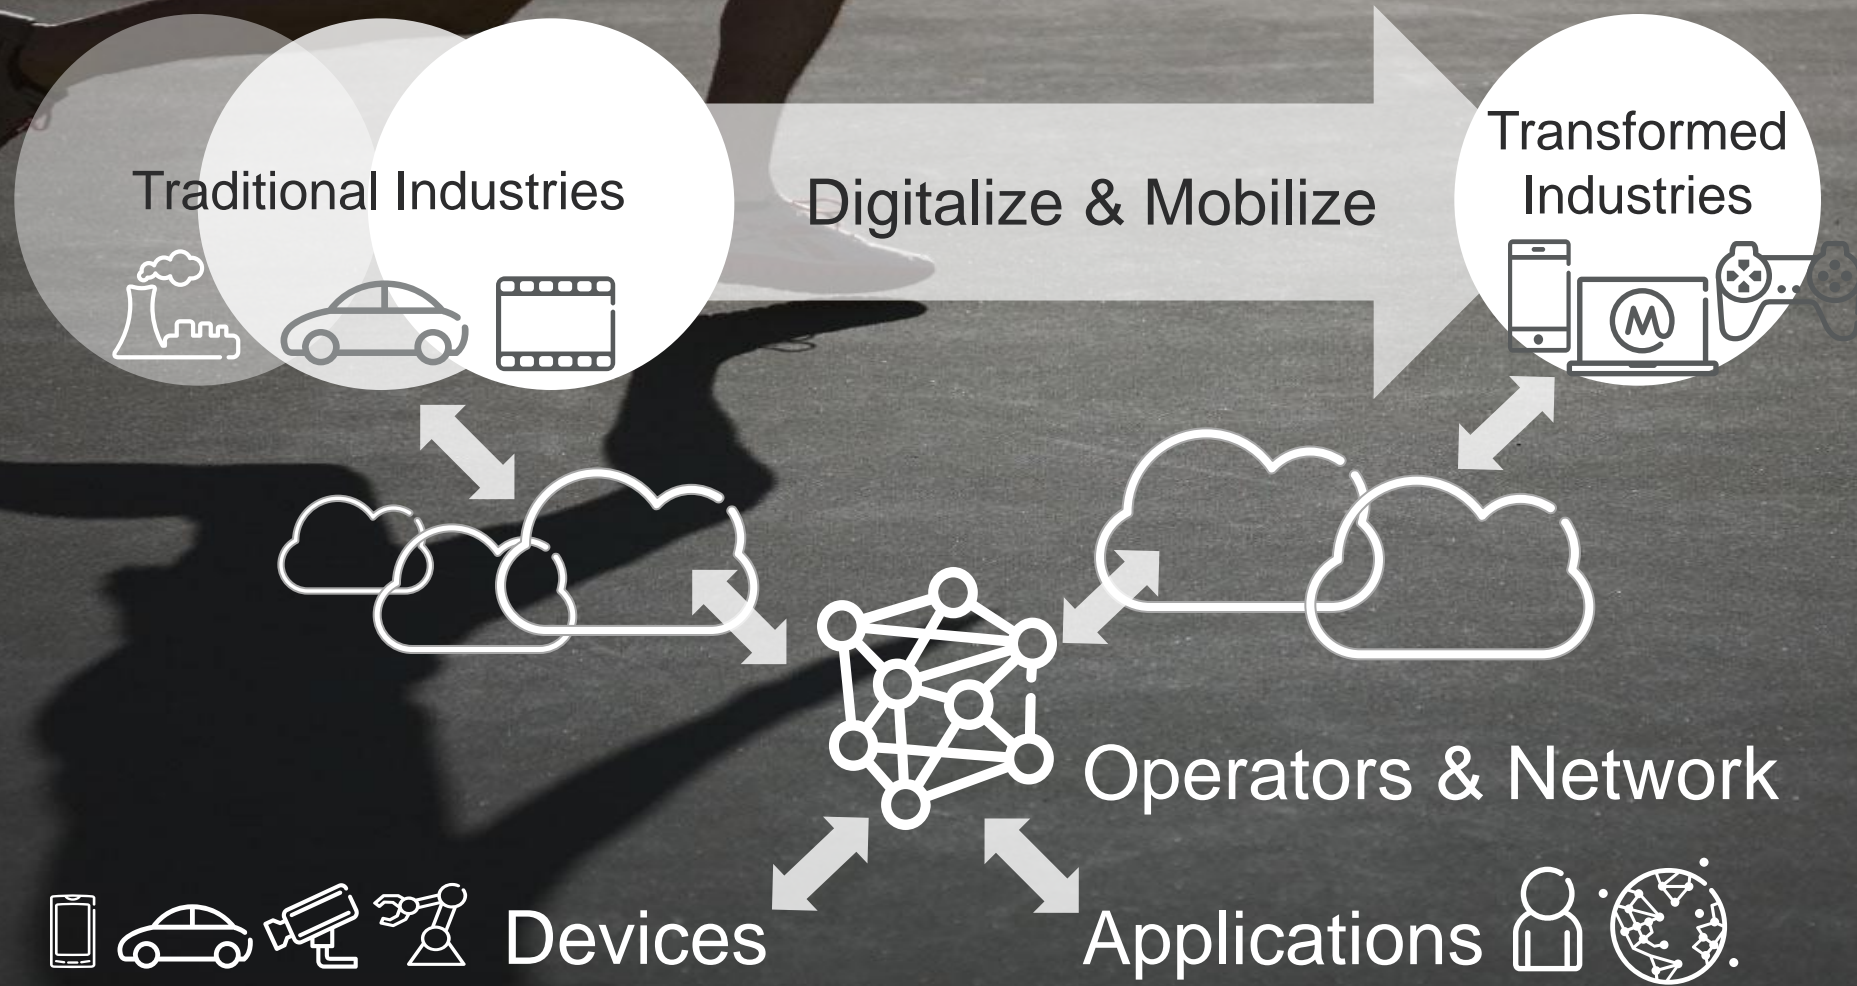 Traditional Industries
Digitalize & Mobilize
Transformed
Industries
M
Operators & Network
Devices
Applications